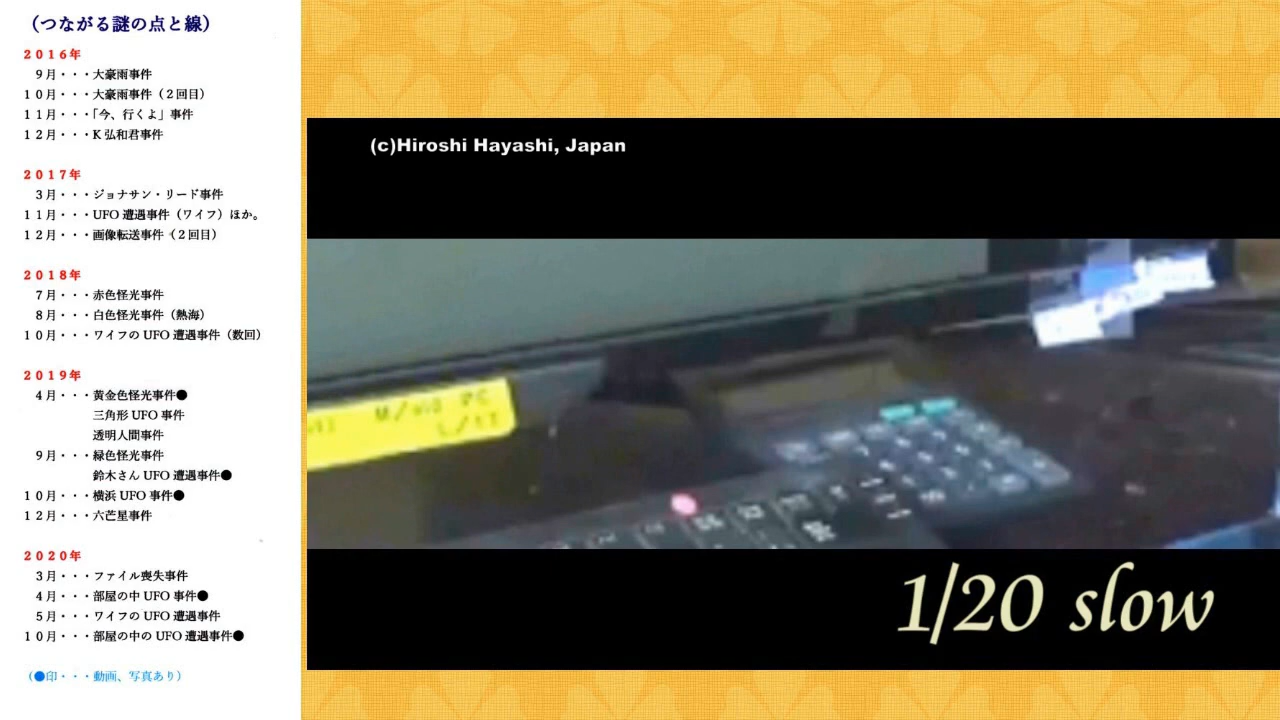 （つながる謎の点と線）
２０１６年
９月・・・大豪雨事件
１０月・・・大豪雨事件（２回目）
１１月・・・「今、行くよ」事件
１２月・・・K 弘和君事件
２０１７年
３月・・・ジョナサン・リード事件
１１月・・・UFO 遭遇事件（ワイフ）ほか。
１２月・・・画像転送事件（２回目）
２０１８年
７月・・・赤色怪光事件
８月・・・白色怪光事件（熱海）
１０月・・・ワイフの UFO 遭遇事件（数回）
２０１９年
４月・・・黄金色怪光事件●
三角形 UFO 事件
透明人間事件
９月・・・緑色怪光事件
鈴木さん UFO 遭遇事件●
１０月・・・横浜 UFO 事件●
１２月・・・六芒星事件
２０２０年
３月・・・ファイル喪失事件
４月・・・部屋の中 UFO 事件●
５月・・・ワイフの UFO 遭遇事件
１０月・・・部屋の中の UFO 遭遇事件●
（●印・・・動画、写真あり）
(c)Hiroshi Hayashi, Japan
1/20 slow